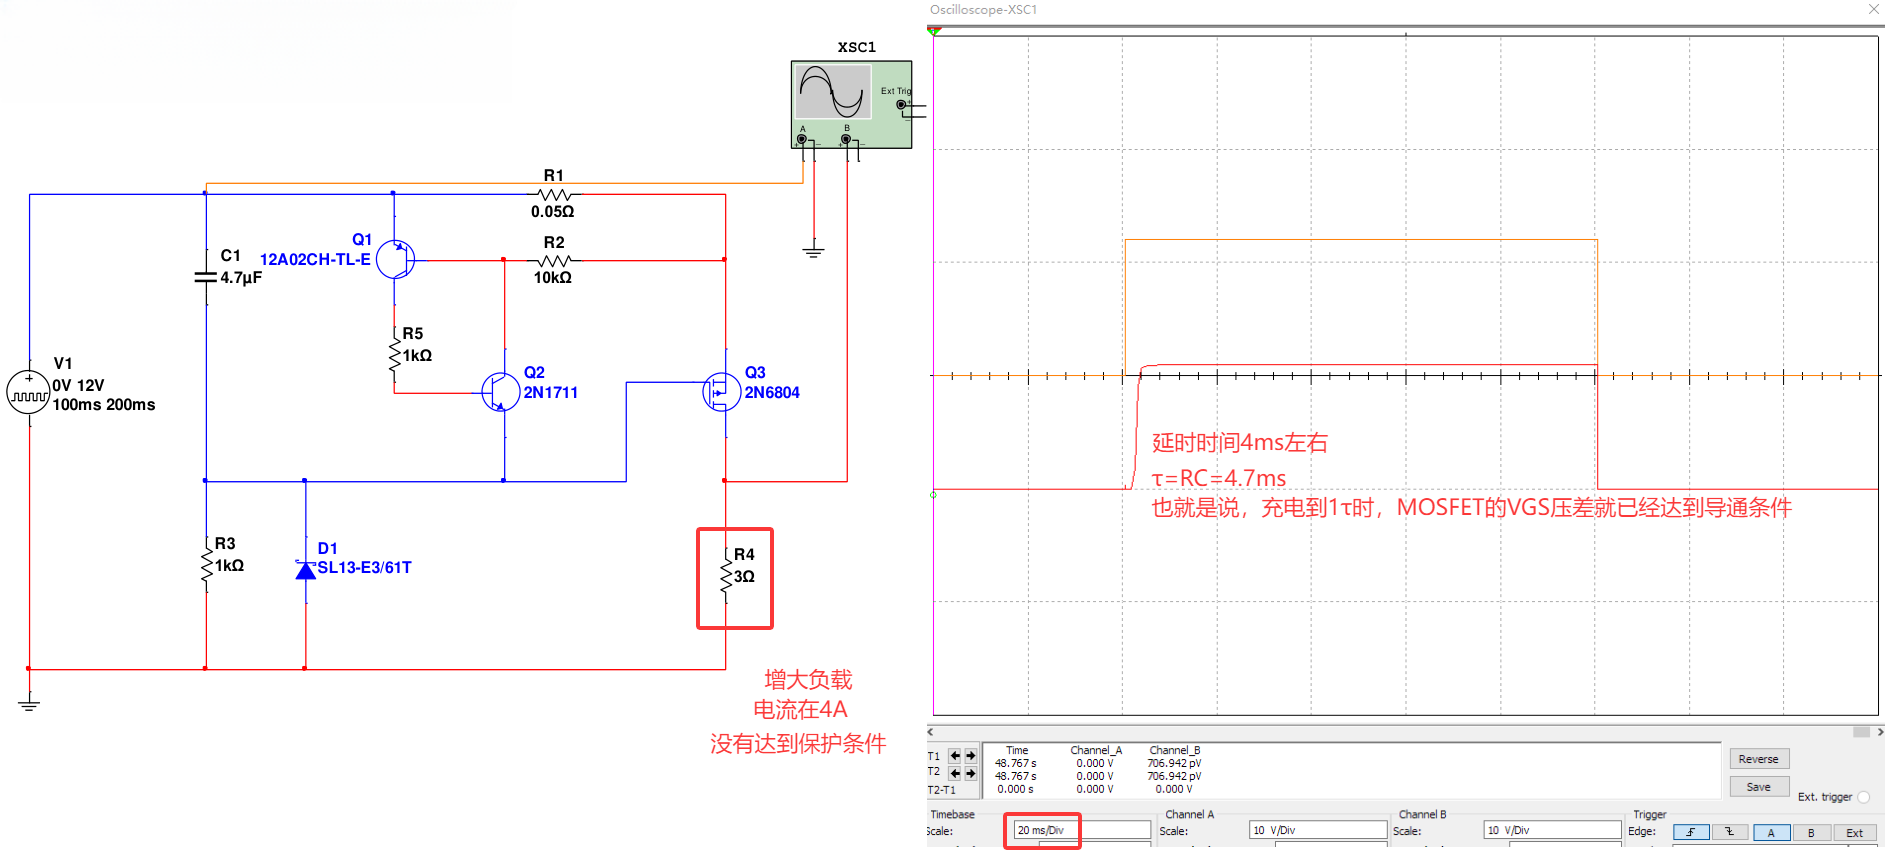 Oscilloscope-XSC1
XSC1
Ext Trig
A
B
R1
0.05Ω
Q1
12A02CH-TL-E
R2
10kΩ
C1
4.7µF
R5
1kΩ
V1
0V 12V
100ms 200ms
Q2
2N1711
Q3
2N6804
R3
1kΩ
D1
SL13-E3/61T
R4
3Ω
增大负载
电流在4A
没有达到保护条件
延时时间4ms左右
τ=RC=4.7ms
也就是说，充电到1τ时，MOSFET的VGS压差就已经达到导通条件
Time Channel_A Channel_B
T1 48.767 s 0.000 V 706.942 pV
T2 48.767 s 0.000 V 706.942 pV
T2-T1 0.000 s 0.000 V 0.000 V
Reverse
Save
Ext. trigger
Timebase
Scale: 20 ms/Div
Channel A
Scale: 10 V/Div
Channel B
Scale: 10 V/Div
Trigger
Edge: A B Ext